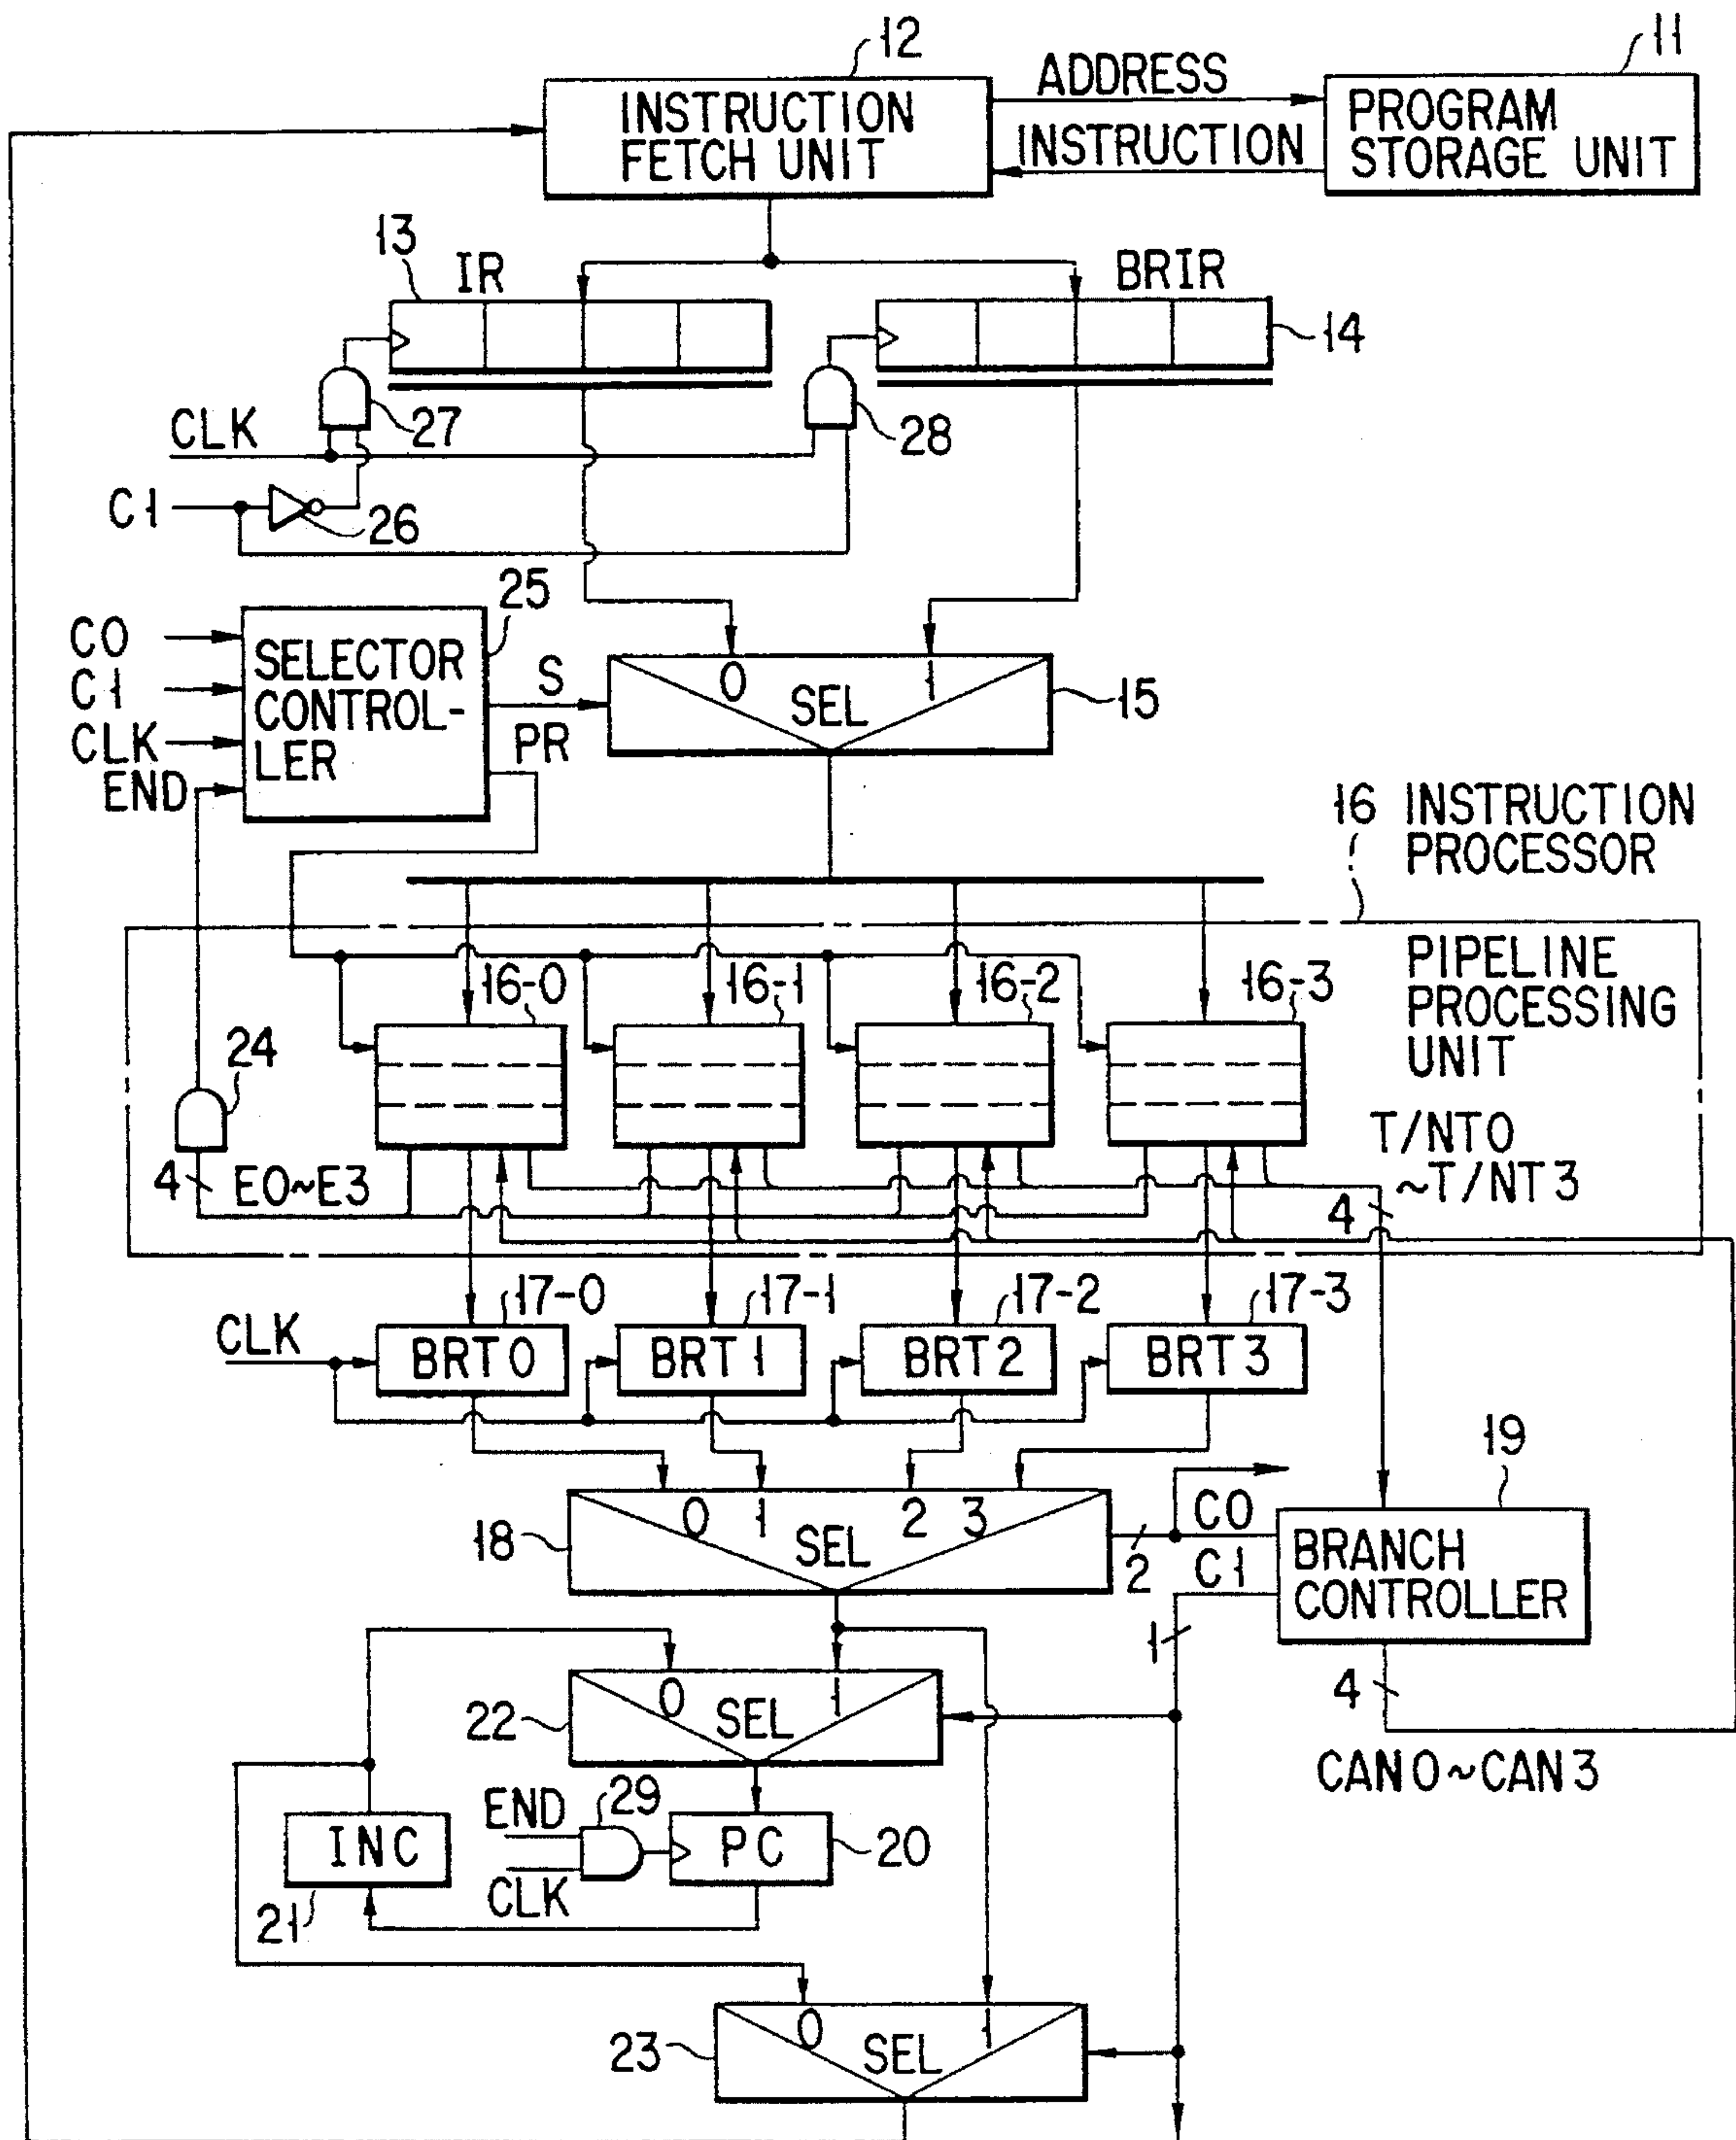 12
11
INSTRUCTION
FETCH UNIT
ADDRESS
INSTRUCTION
PROGRAM
STORAGE UNIT
13
IR
BRIR
14
27
28
CLK
C1
26
25
C0
C1
CLK
END
SELECTOR
CONTROL-
LER
S
PR
0
1
SEL
15
16 INSTRUCTION
PROCESSOR
PIPELINE
PROCESSING
UNIT
16-0
16-1
16-2
16-3
24
4
E0~E3
T/NT0
~T/NT3
4
17-0
17-1
17-2
17-3
CLK
BRT0
BRT1
BRT2
BRT3
19
0
1
2
3
SEL
18
2
C0
C1
BRANCH
CONTROLLER
1
4
0
1
SEL
22
CAN0~CAN3
END
29
CLK
INC
PC
20
21
0
1
SEL
23